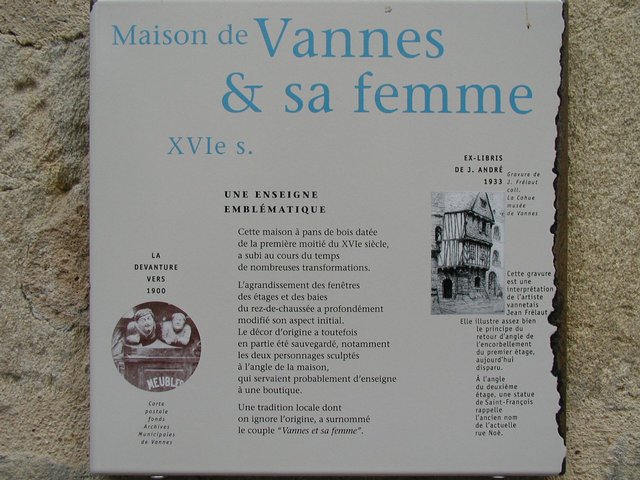 Maison de Vannes
& sa femme
XVIe s.
UNE ENSEIGNE
EMBLÉMATIQUE
Cette maison à pans de bois datée
de la première moitié du XVIe siècle,
a subi au cours du temps
de nombreuses transformations.
L'agrandissement des fenêtres
des étages et des baies
du rez-de-chaussée a profondément
modifié son aspect initial.
Le décor d'origine a toutefois
en partie été sauvegardé, notamment
les deux personnages sculptés
à l'angle de la maison,
qui servaient probablement d'enseigne
à une boutique.
Une tradition locale dont
on ignore l'origine, a surnommé
le couple “Vannes et sa femme”.
LA
DEVANTURE
VERS
1900
MEUBLES
Carte
postale
fonds
Archives
Municipales
de Vannes
EX-LIBRIS
DE J. ANDRÉ
1933
Gravure de
J. Frélaut
coll.
La Cohue
musée
de Vannes
Cette gravure
est une
interprétation
de l'artiste
vannetais
Jean Frélaut
Elle illustre assez bien
le principe du
retour d'angle de
l'encorbellement
du premier étage,
aujourd'hui
disparu.
À l'angle
du deuxième
étage, une statue
de Saint-François
rappelle
l'ancien nom
de l'actuelle
rue Noë.